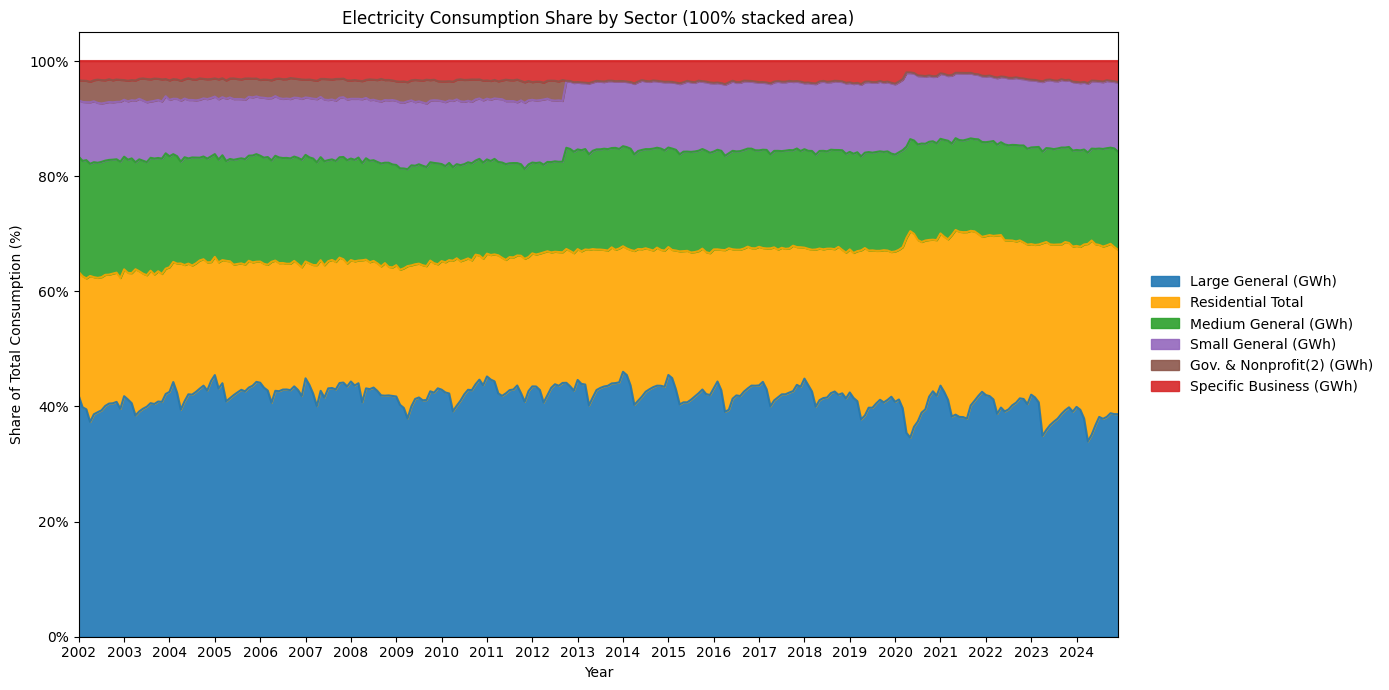 Electricity Consumption Share by Sector (100% stacked area)
Share of Total Consumption (%)
100%
80%
60%
40%
20%
0%
2002 2003 2004 2005 2006 2007 2008 2009 2010 2011 2012 2013 2014 2015 2016 2017 2018 2019 2020 2021 2022 2023 2024
Year
Large General (GWh)
Residential Total
Medium General (GWh)
Small General (GWh)
Gov. & Nonprofit(2) (GWh)
Specific Business (GWh)